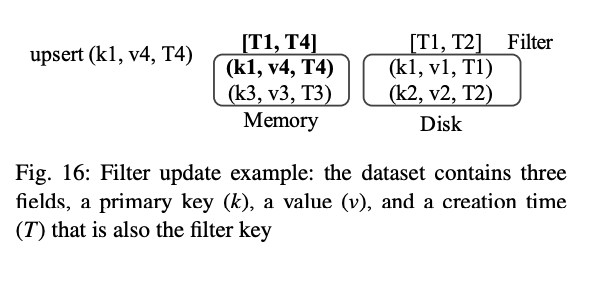 upsert (k1, v4, T4)
[T1, T4]
(k1, v4, T4)
(k3, v3, T3)
Memory
[T1, T2] Filter
(k1, v1, T1)
(k2, v2, T2)
Disk
Fig. 16: Filter update example: the dataset contains three
fields, a primary key (k), a value (v), and a creation time
(T) that is also the filter key